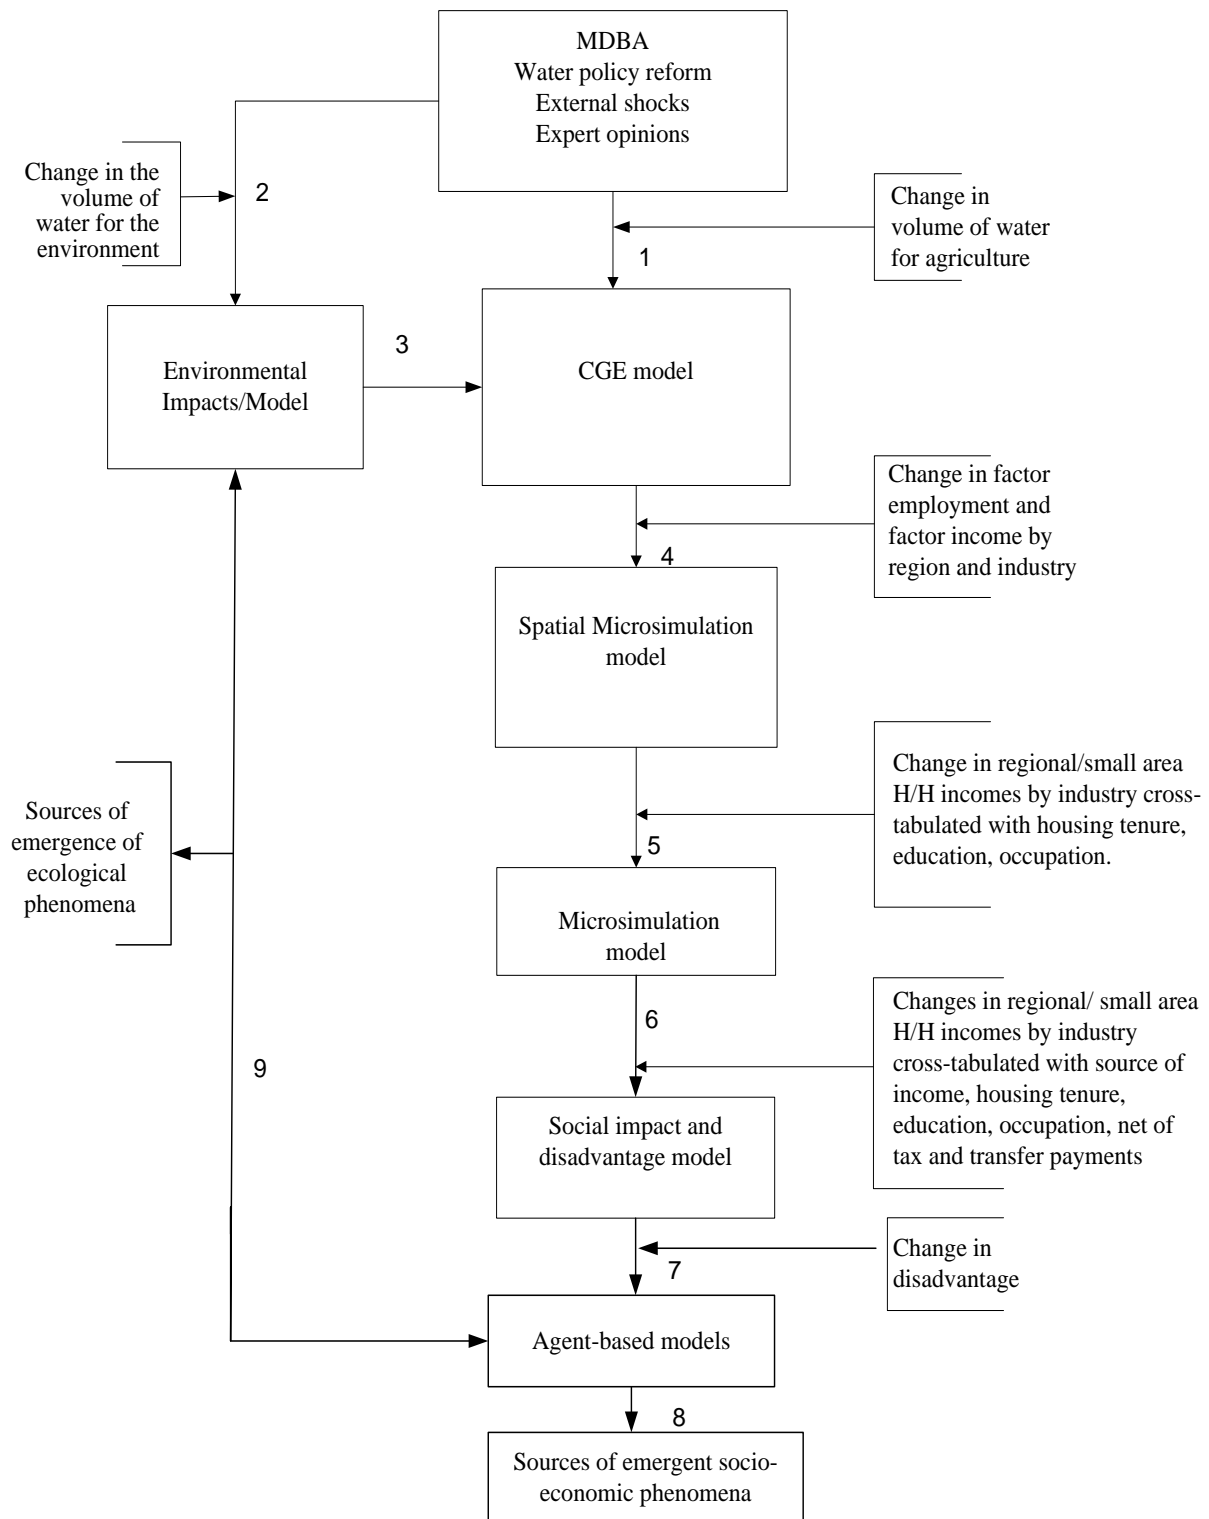 MDBA
Water policy reform
External shocks
Expert opinions
Change in the
volume of
water for the
environment
2
Change in
volume of water
for agriculture
1
Environmental
Impacts/Model
3
CGE model
Change in factor
employment and
factor income by
region and industry
4
Spatial Microsimulation
model
Change in regional/small area
H/H incomes by industry cross-
tabulated with housing tenure,
education, occupation.
5
Sources of
emergence of
ecological
phenomena
Microsimulation
model
Changes in regional/ small area
H/H incomes by industry
cross-tabulated with source of
income, housing tenure,
education, occupation, net of
tax and transfer payments
6
9
Social impact and
disadvantage model
Change in
disadvantage
7
Agent-based models
8
Sources of emergent socio-
economic phenomena